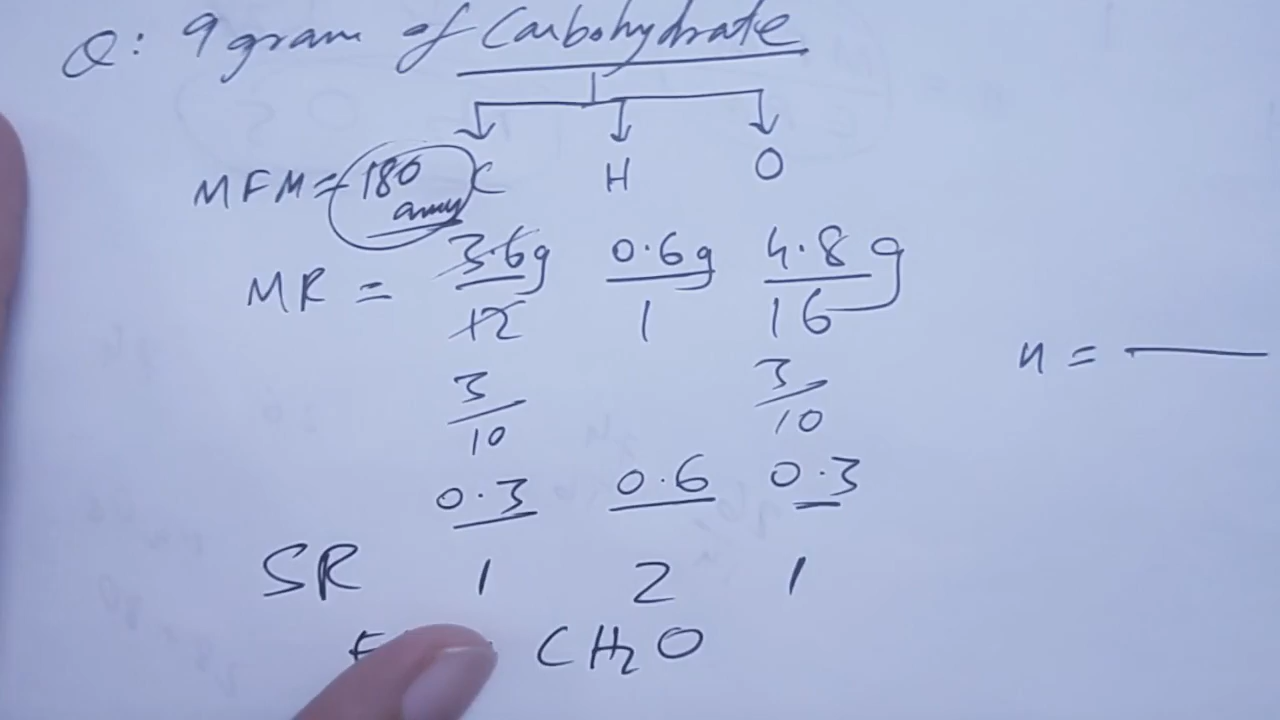 Q: 9 gram of Carbohydrate
C H O
MFM = 180 amu
MR = 3.6g/12 0.6g/1 4.8g/16
n =
3/10 3/10
0.3 0.6 0.3
SR 1 2 1
CH₂O